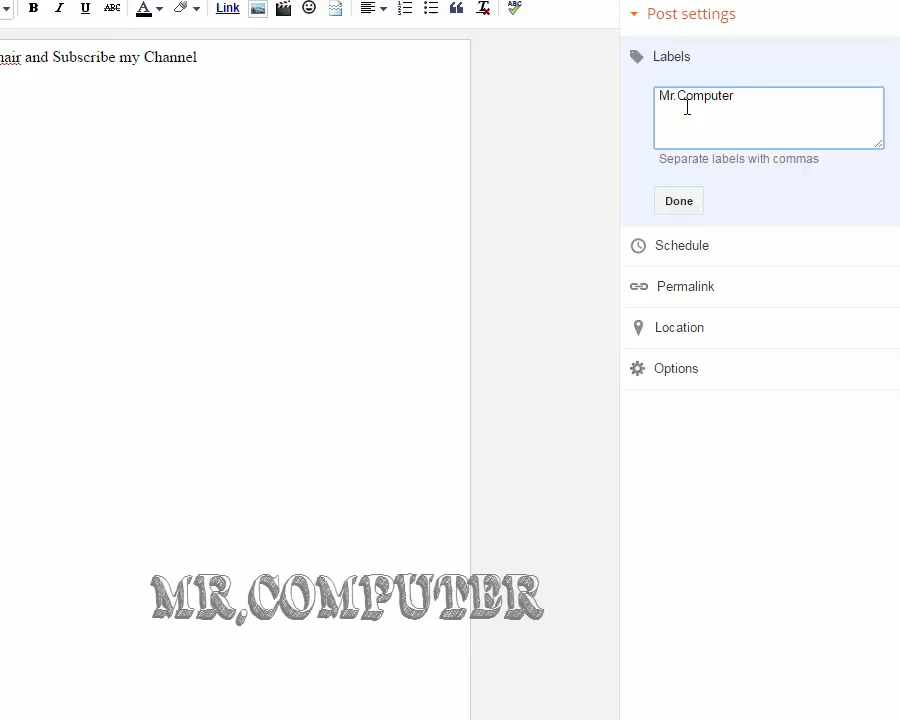 B I U ABC A Link ABC
Post settings
hair and Subscribe my Channel
Labels
Mr.Computer
Separate labels with commas
Done
Schedule
Permalink
Location
Options
MR.COMPUTER